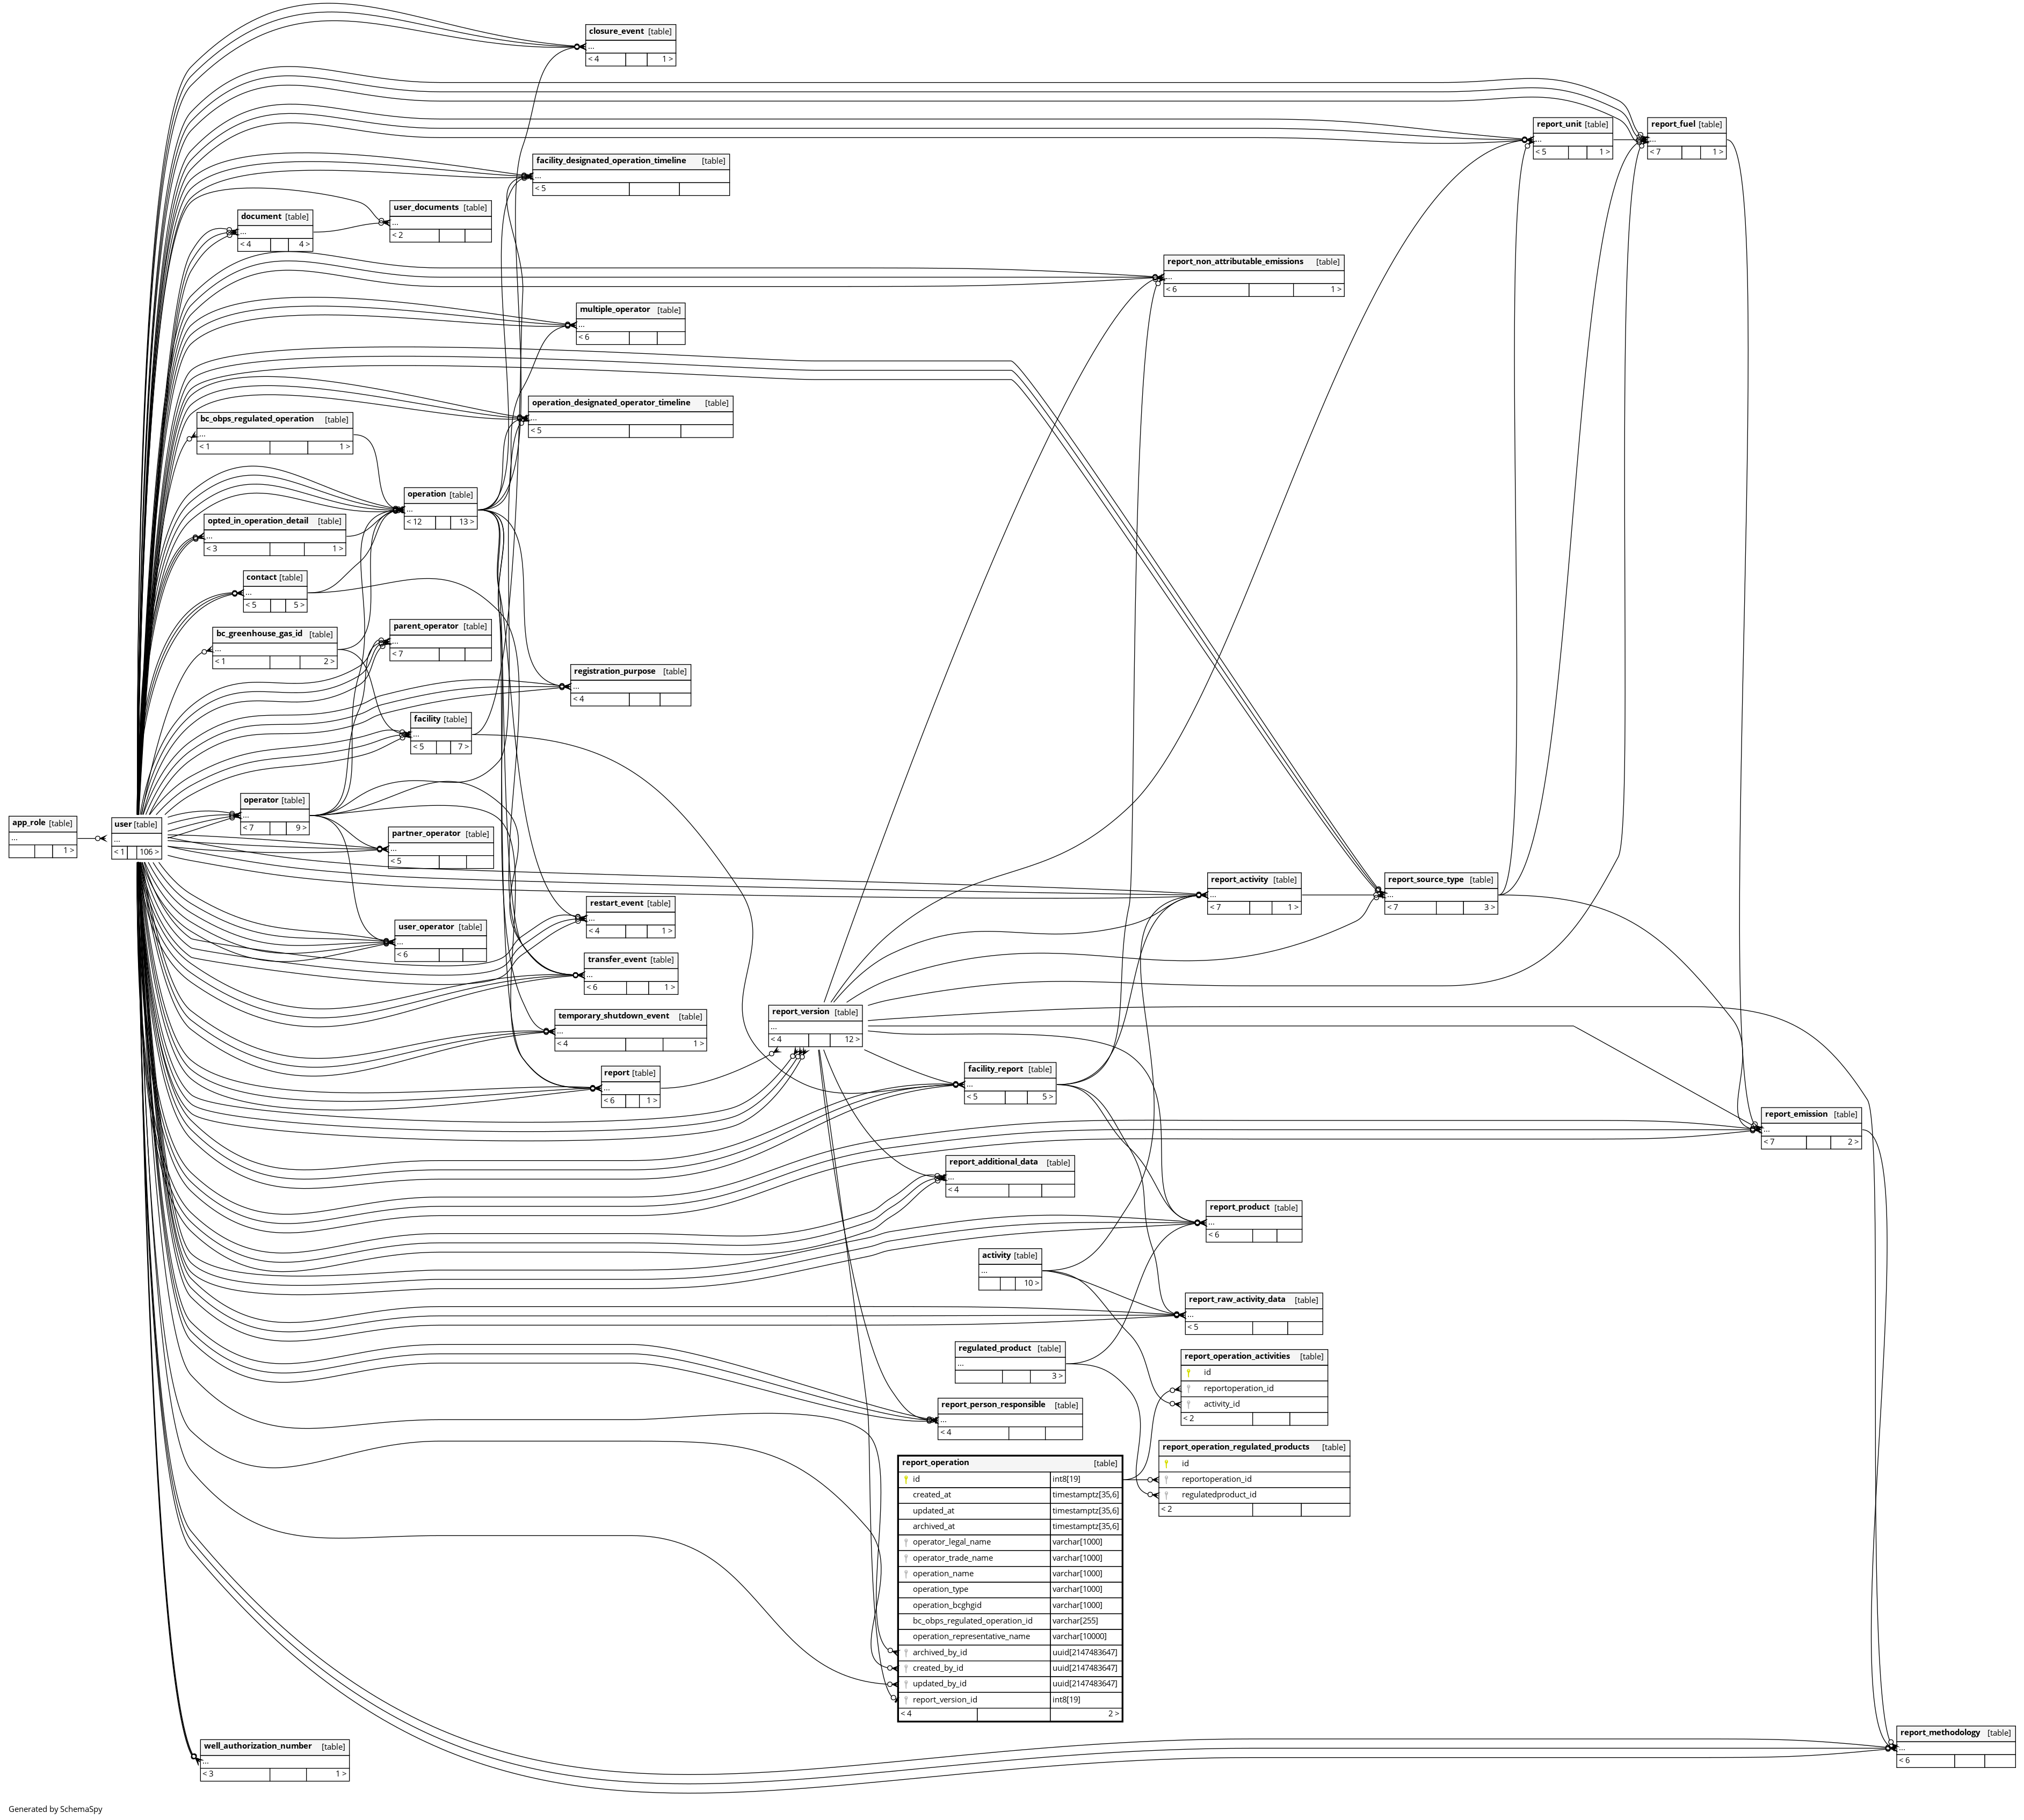 closure_event [table]
...
< 4 1 >
report_unit [table]
...
< 5 1 >
report_fuel [table]
...
< 7 1 >
facility_designated_operation_timeline [table]
...
< 5
user_documents [table]
...
< 2
document [table]
...
< 4 4 >
report_non_attributable_emissions [table]
...
< 6 1 >
multiple_operator [table]
...
< 6
operation_designated_operator_timeline [table]
...
< 5
bc_obps_regulated_operation [table]
...
< 1 1 >
operation [table]
...
< 12 13 >
opted_in_operation_detail [table]
...
< 3 1 >
contact [table]
...
< 5 5 >
parent_operator [table]
...
< 7
bc_greenhouse_gas_id [table]
...
< 1 2 >
registration_purpose [table]
...
< 4
facility [table]
...
< 5 7 >
operator [table]
...
< 7 9 >
app_role [table]
...
1 >
user [table]
...
< 1 106 >
partner_operator [table]
...
< 5
report_activity [table]
...
< 7 1 >
report_source_type [table]
...
< 7 3 >
restart_event [table]
...
< 4 1 >
user_operator [table]
...
< 6
transfer_event [table]
...
< 6 1 >
report_version [table]
...
< 4 12 >
temporary_shutdown_event [table]
...
< 4 1 >
facility_report [table]
...
< 5 5 >
report [table]
...
< 6 1 >
report_emission [table]
...
< 7 2 >
report_additional_data [table]
...
< 4
report_product [table]
...
< 6
activity [table]
...
10 >
report_raw_activity_data [table]
...
< 5
regulated_product [table]
...
3 >
report_operation_activities [table]
id
reportoperation_id
activity_id
< 2
report_person_responsible [table]
...
< 4
report_operation_regulated_products [table]
id
reportoperation_id
regulatedproduct_id
< 2
report_operation [table]
id int8[19]
created_at timestamptz[35,6]
updated_at timestamptz[35,6]
archived_at timestamptz[35,6]
operator_legal_name varchar[1000]
operator_trade_name varchar[1000]
operation_name varchar[1000]
operation_type varchar[1000]
operation_bcghgid varchar[1000]
bc_obps_regulated_operation_id varchar[255]
operation_representative_name varchar[10000]
archived_by_id uuid[2147483647]
created_by_id uuid[2147483647]
updated_by_id uuid[2147483647]
report_version_id int8[19]
< 4 2 >
report_methodology [table]
...
< 6
well_authorization_number [table]
...
< 3 1 >
Generated by SchemaSpy